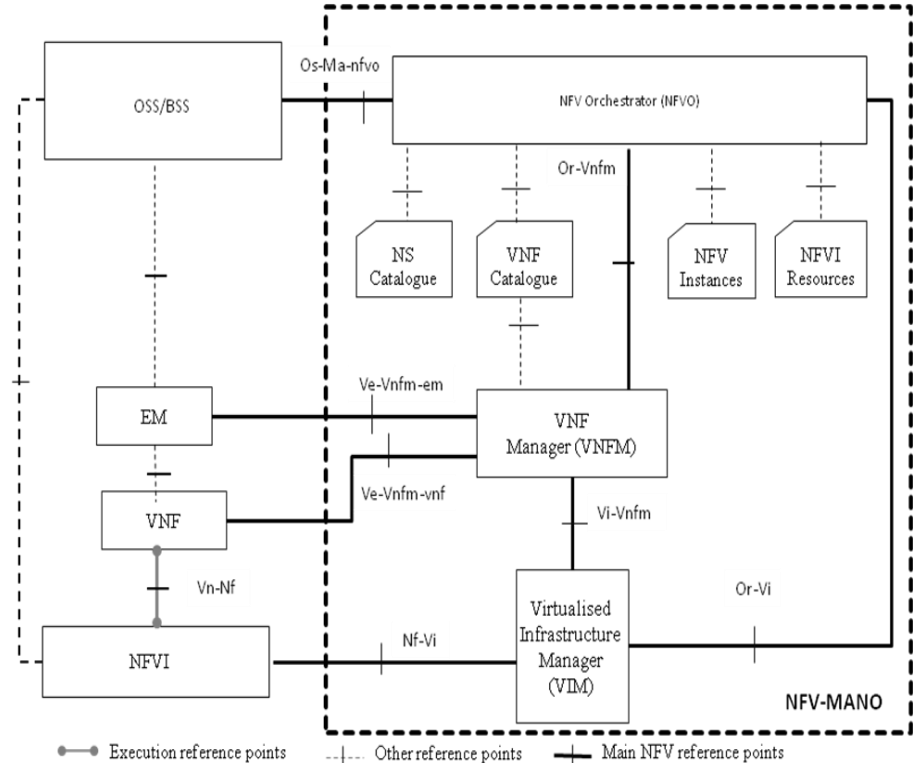 Os-Ma-nfvo
OSS/BSS
NFV Orchestrator (NFVO)
Or-Vnfm
NS
Catalogue
VNF
Catalogue
NFV
Instances
NFVI
Resources
Ve-Vnfm-em
EM
VNF
Manager (VNFM)
Ve-Vnfm-vnf
VNF
Vi-Vnfm
Vn-Nf
Or-Vi
Virtualised
Infrastructure
Manager
(VIM)
Nf-Vi
NFVI
NFV-MANO
Execution reference points
Other reference points
Main NFV reference points